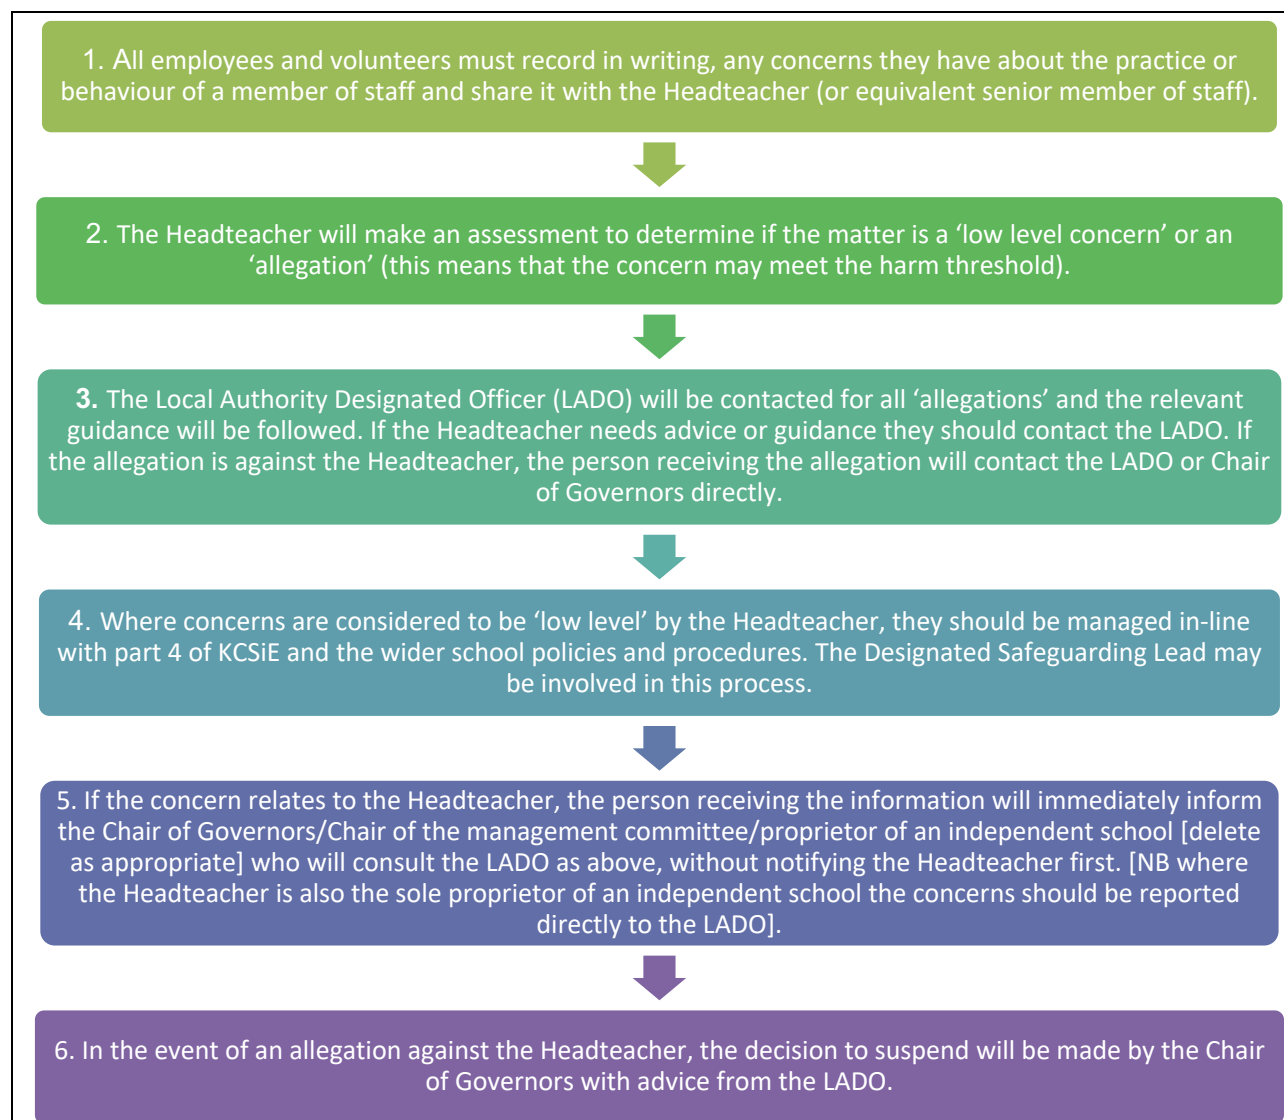 1. All employees and volunteers must record in writing, any concerns they have about the practice or
behaviour of a member of staff and share it with the Headteacher (or equivalent senior member of staff).
2. The Headteacher will make an assessment to determine if the matter is a ‘low level concern’ or an
‘allegation’ (this means that the concern may meet the harm threshold).
3. The Local Authority Designated Officer (LADO) will be contacted for all ‘allegations’ and the relevant
guidance will be followed. If the Headteacher needs advice or guidance they should contact the LADO. If
the allegation is against the Headteacher, the person receiving the allegation will contact the LADO or Chair
of Governors directly.
4. Where concerns are considered to be ‘low level’ by the Headteacher, they should be managed in-line
with part 4 of KCSiE and the wider school policies and procedures. The Designated Safeguarding Lead may
be involved in this process.
5. If the concern relates to the Headteacher, the person receiving the information will immediately inform
the Chair of Governors/Chair of the management committee/proprietor of an independent school [delete
as appropriate] who will consult the LADO as above, without notifying the Headteacher first. [NB where
the Headteacher is also the sole proprietor of an independent school the concerns should be reported
directly to the LADO].
6. In the event of an allegation against the Headteacher, the decision to suspend will be made by the Chair
of Governors with advice from the LADO.